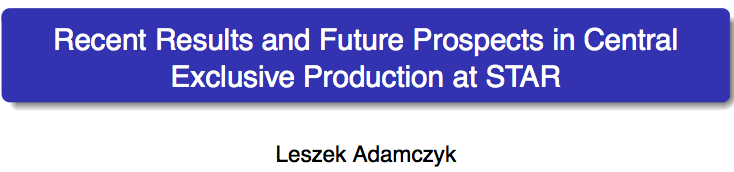 Recent Results and Future Prospects in Central
Exclusive Production at STAR
Leszek Adamczyk